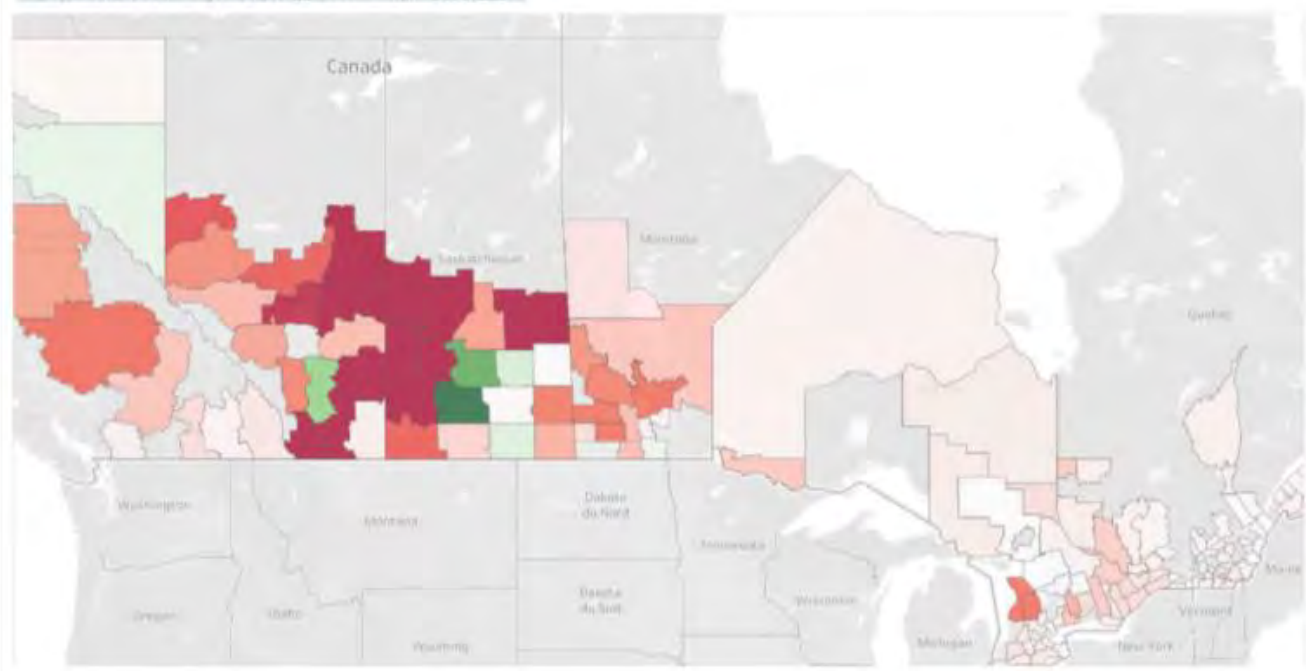 Canada
Saskatchewan
Manitoba
Québec
Washington
Montana
Dakota
du Nord
Minnesota
Oregon
Idaho
Dakota
du Sud
Wisconsin
Wyoming
Michigan
Vermont
New York
Maine